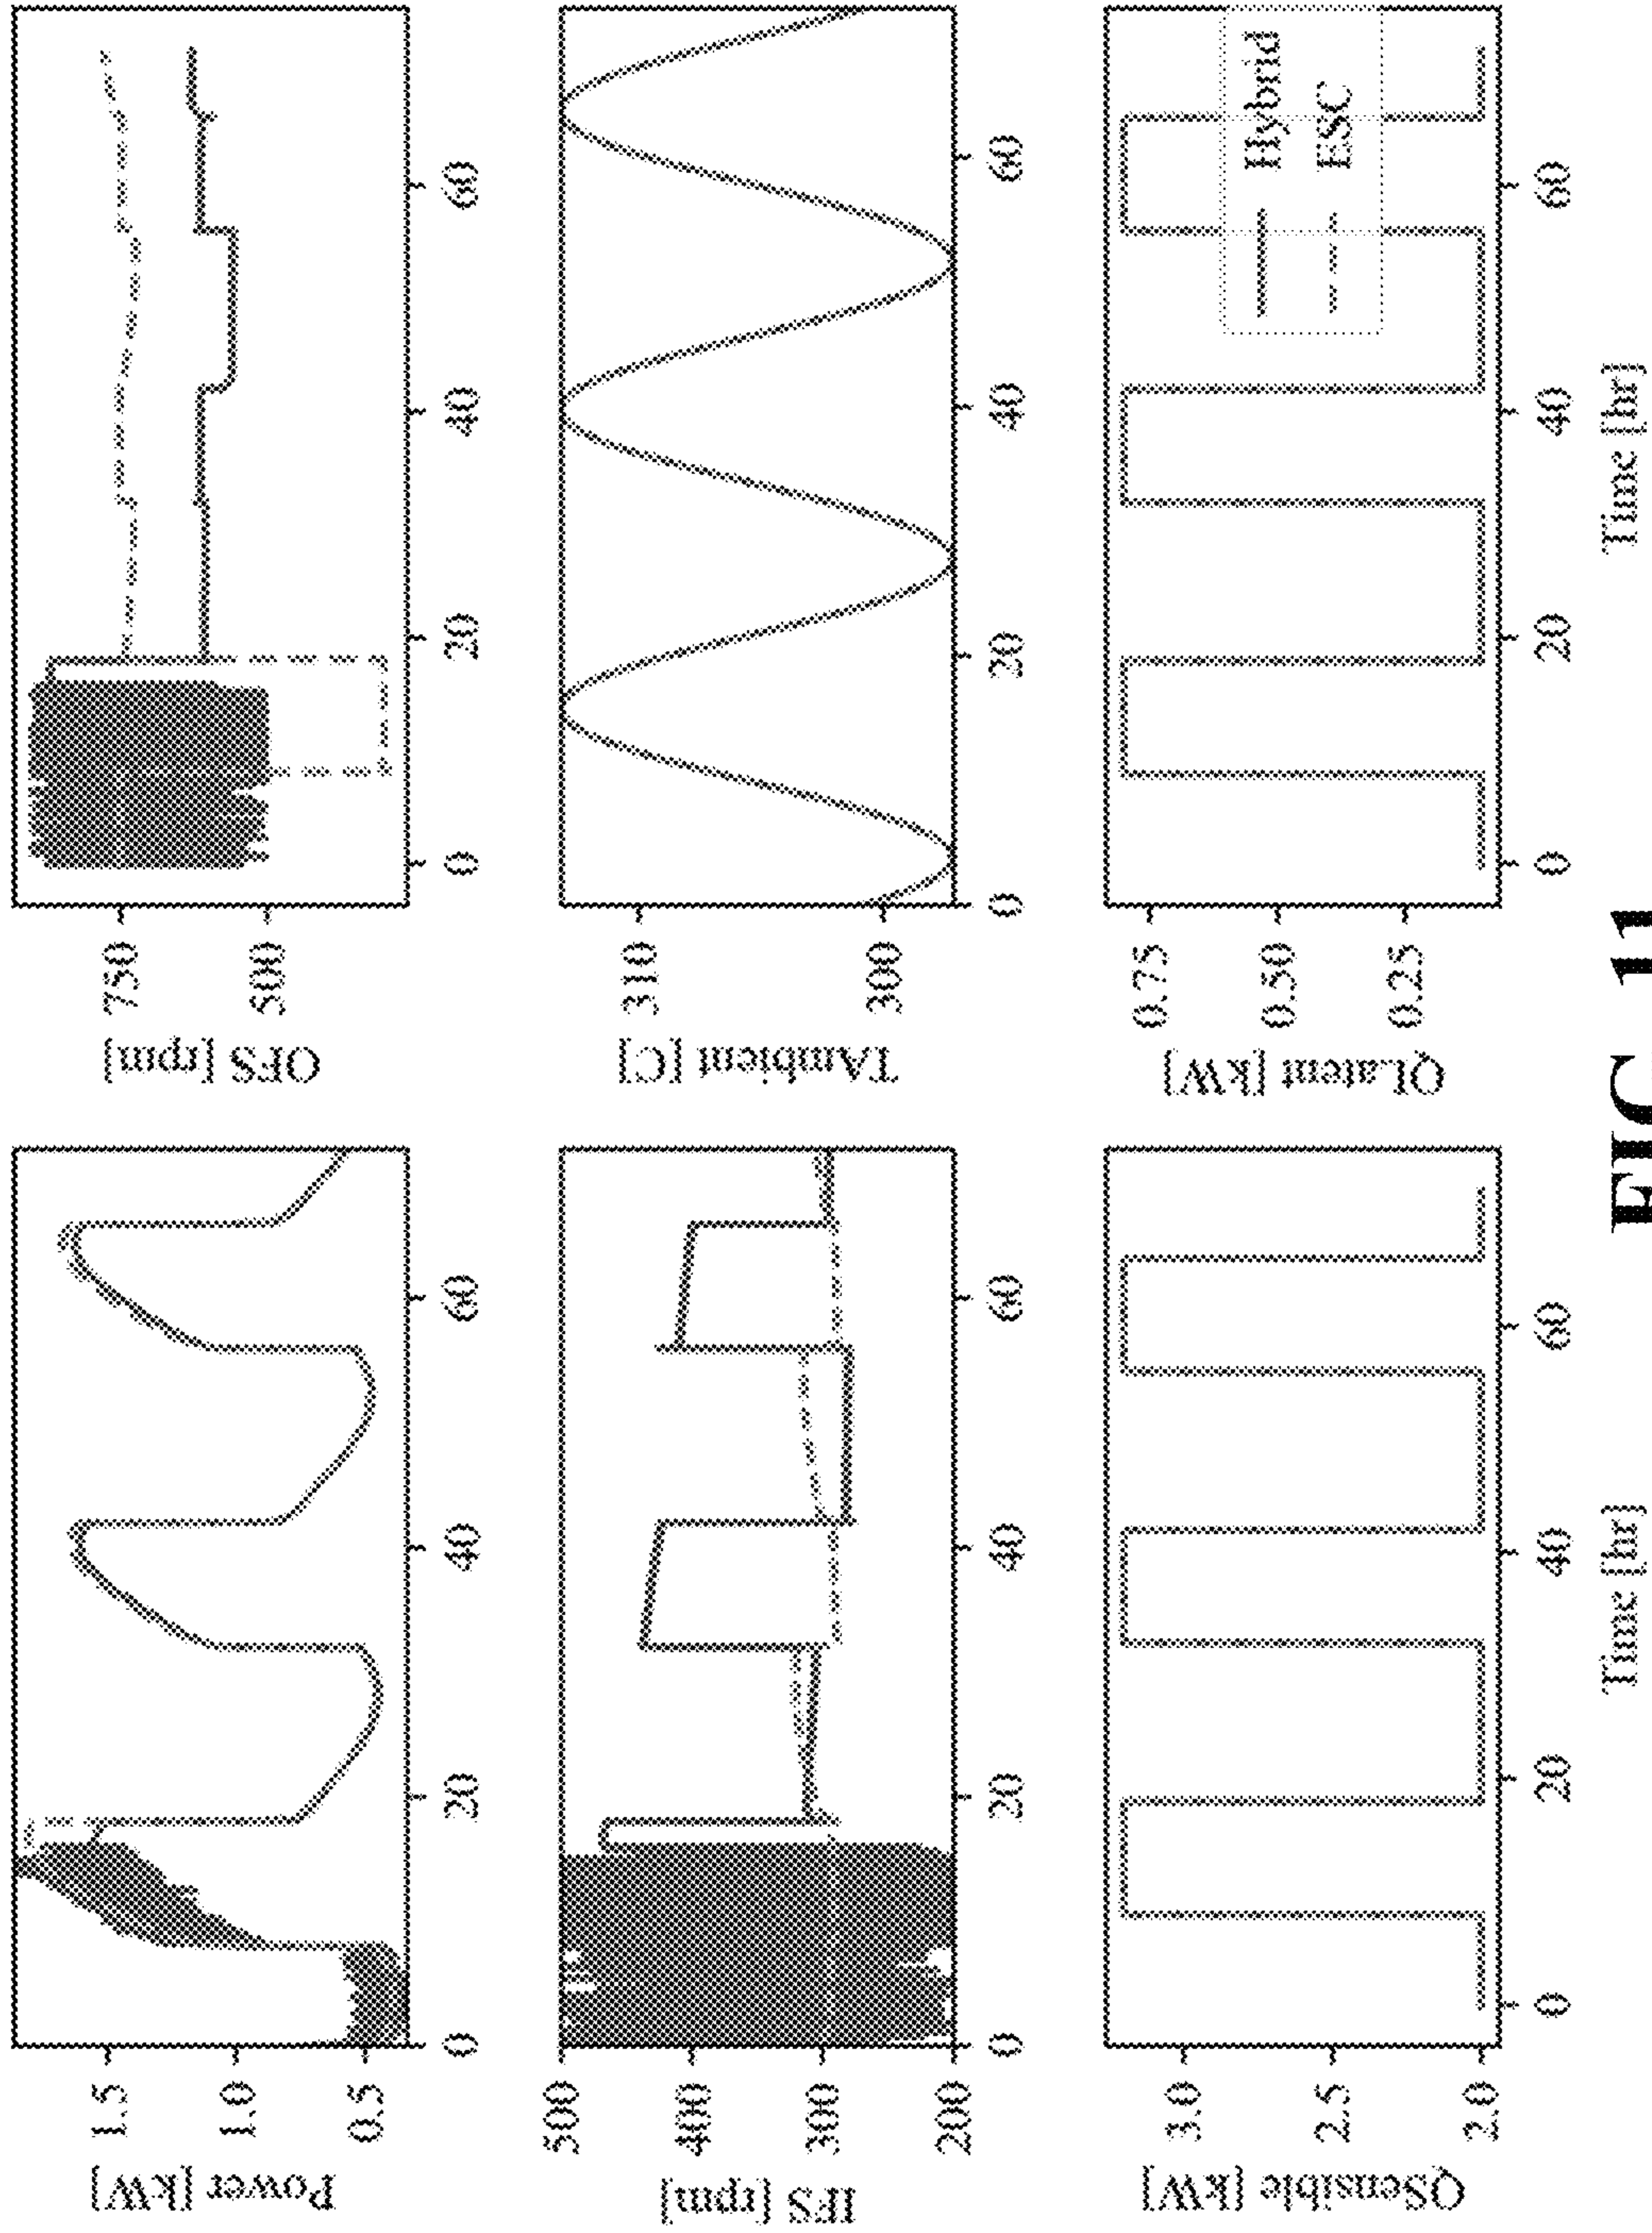 Power [kW]
1.5
1.0
0.5
0 20 40 60
OFS [rpm]
750
500
0 20 40 60
IFS [rpm]
500
400
300
200
0 20 40 60
TAmbient [C]
310
300
0 20 40 60
QSensible [kW]
3.0
2.5
2.0
0 20 40 60
Time [hr]
QLatent [kW]
0.75
0.50
0.25
Hybrid
ESC
0 20 40 60
Time [hr]
FIG. 11